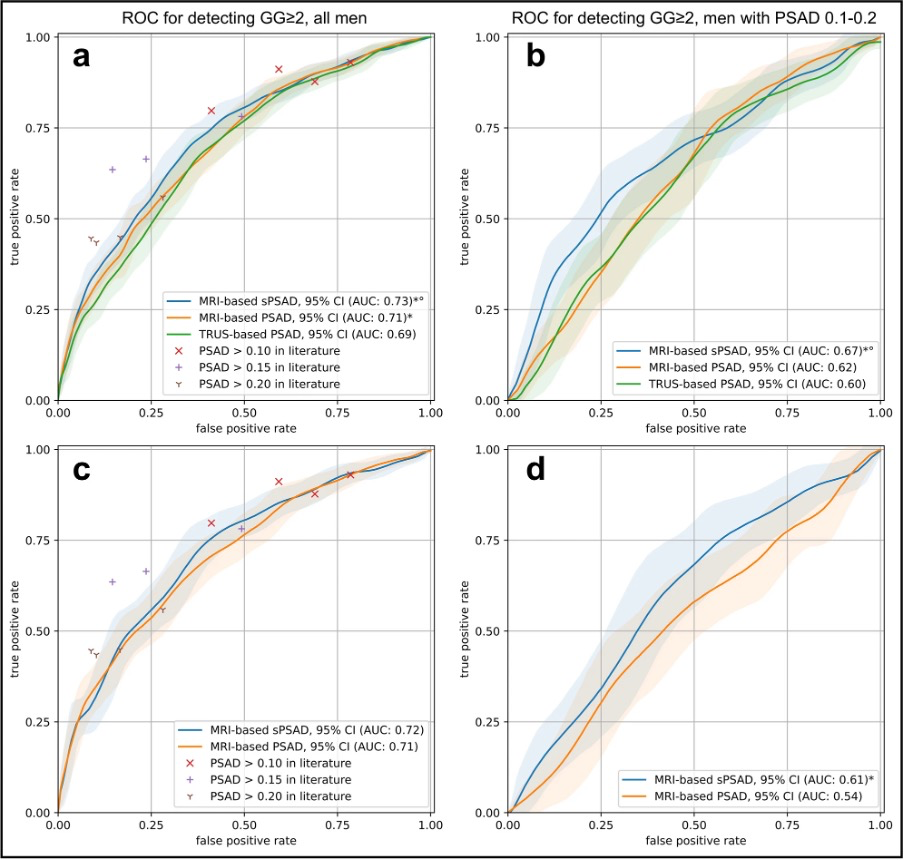 ROC for detecting GG≥2, all men
ROC for detecting GG≥2, men with PSAD 0.1-0.2
a
1.00
0.75
0.50
0.25
0.00
true positive rate
MRI-based sPSAD, 95% CI (AUC: 0.73)*°
MRI-based PSAD, 95% CI (AUC: 0.71)*
TRUS-based PSAD, 95% CI (AUC: 0.69)
PSAD > 0.10 in literature
PSAD > 0.15 in literature
PSAD > 0.20 in literature
0.00 0.25 0.50 0.75 1.00
false positive rate
b
1.00
0.75
0.50
0.25
0.00
true positive rate
MRI-based sPSAD, 95% CI (AUC: 0.67)*°
MRI-based PSAD, 95% CI (AUC: 0.62)
TRUS-based PSAD, 95% CI (AUC: 0.60)
0.00 0.25 0.50 0.75 1.00
false positive rate
c
1.00
0.75
0.50
0.25
0.00
true positive rate
MRI-based sPSAD, 95% CI (AUC: 0.72)
MRI-based PSAD, 95% CI (AUC: 0.71)
PSAD > 0.10 in literature
PSAD > 0.15 in literature
PSAD > 0.20 in literature
0.00 0.25 0.50 0.75 1.00
false positive rate
d
1.00
0.75
0.50
0.25
0.00
true positive rate
MRI-based sPSAD, 95% CI (AUC: 0.61)*
MRI-based PSAD, 95% CI (AUC: 0.54)
0.00 0.25 0.50 0.75 1.00
false positive rate